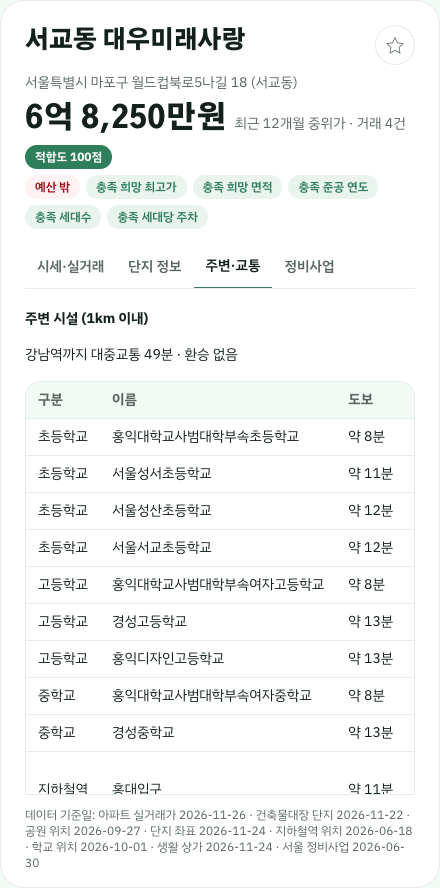 서교동 대우미래사랑
서울특별시 마포구 월드컵북로5나길 18 (서교동)
6억 8,250만원 최근 12개월 중위가 · 거래 4건
적합도 100점
예산 밖 충족 희망 최고가 충족 희망 면적 충족 준공 연도
충족 세대수 충족 세대당 주차
시세·실거래 단지 정보 주변·교통 정비사업
주변 시설 (1km 이내)
강남역까지 대중교통 49분 · 환승 없음
구분 이름 도보
초등학교 홍익대학교사범대학부속초등학교 약 8분
초등학교 서울성서초등학교 약 11분
초등학교 서울성산초등학교 약 12분
초등학교 서울서교초등학교 약 12분
고등학교 홍익대학교사범대학부속여자고등학교 약 8분
고등학교 경성고등학교 약 13분
고등학교 홍익디자인고등학교 약 13분
중학교 홍익대학교사범대학부속여자중학교 약 8분
중학교 경성중학교 약 13분
지하철역 홍대입구 약 11분
데이터 기준일: 아파트 실거래가 2026-11-26 · 건축물대장 단지 2026-11-22 ·
공원 위치 2026-09-27 · 단지 좌표 2026-11-24 · 지하철역 위치 2026-06-18
· 학교 위치 2026-10-01 · 생활 상가 2026-11-24 · 서울 정비사업 2026-06-
30